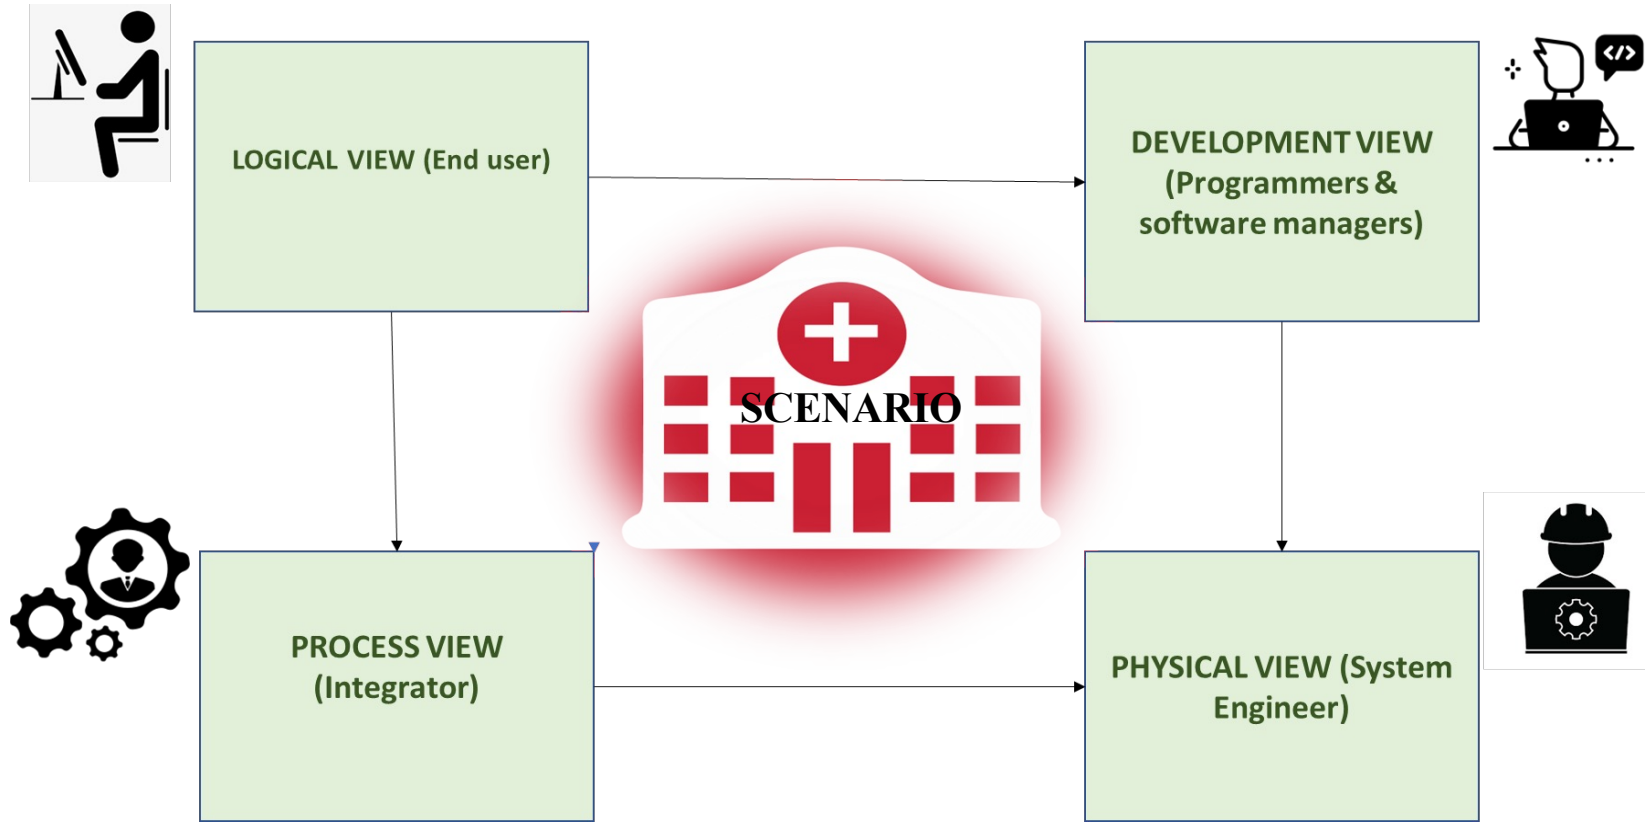 LOGICAL VIEW (End user)
DEVELOPMENT VIEW
(Programmers &
software managers)
</>
SCENARIO
PROCESS VIEW
(Integrator)
PHYSICAL VIEW (System
Engineer)